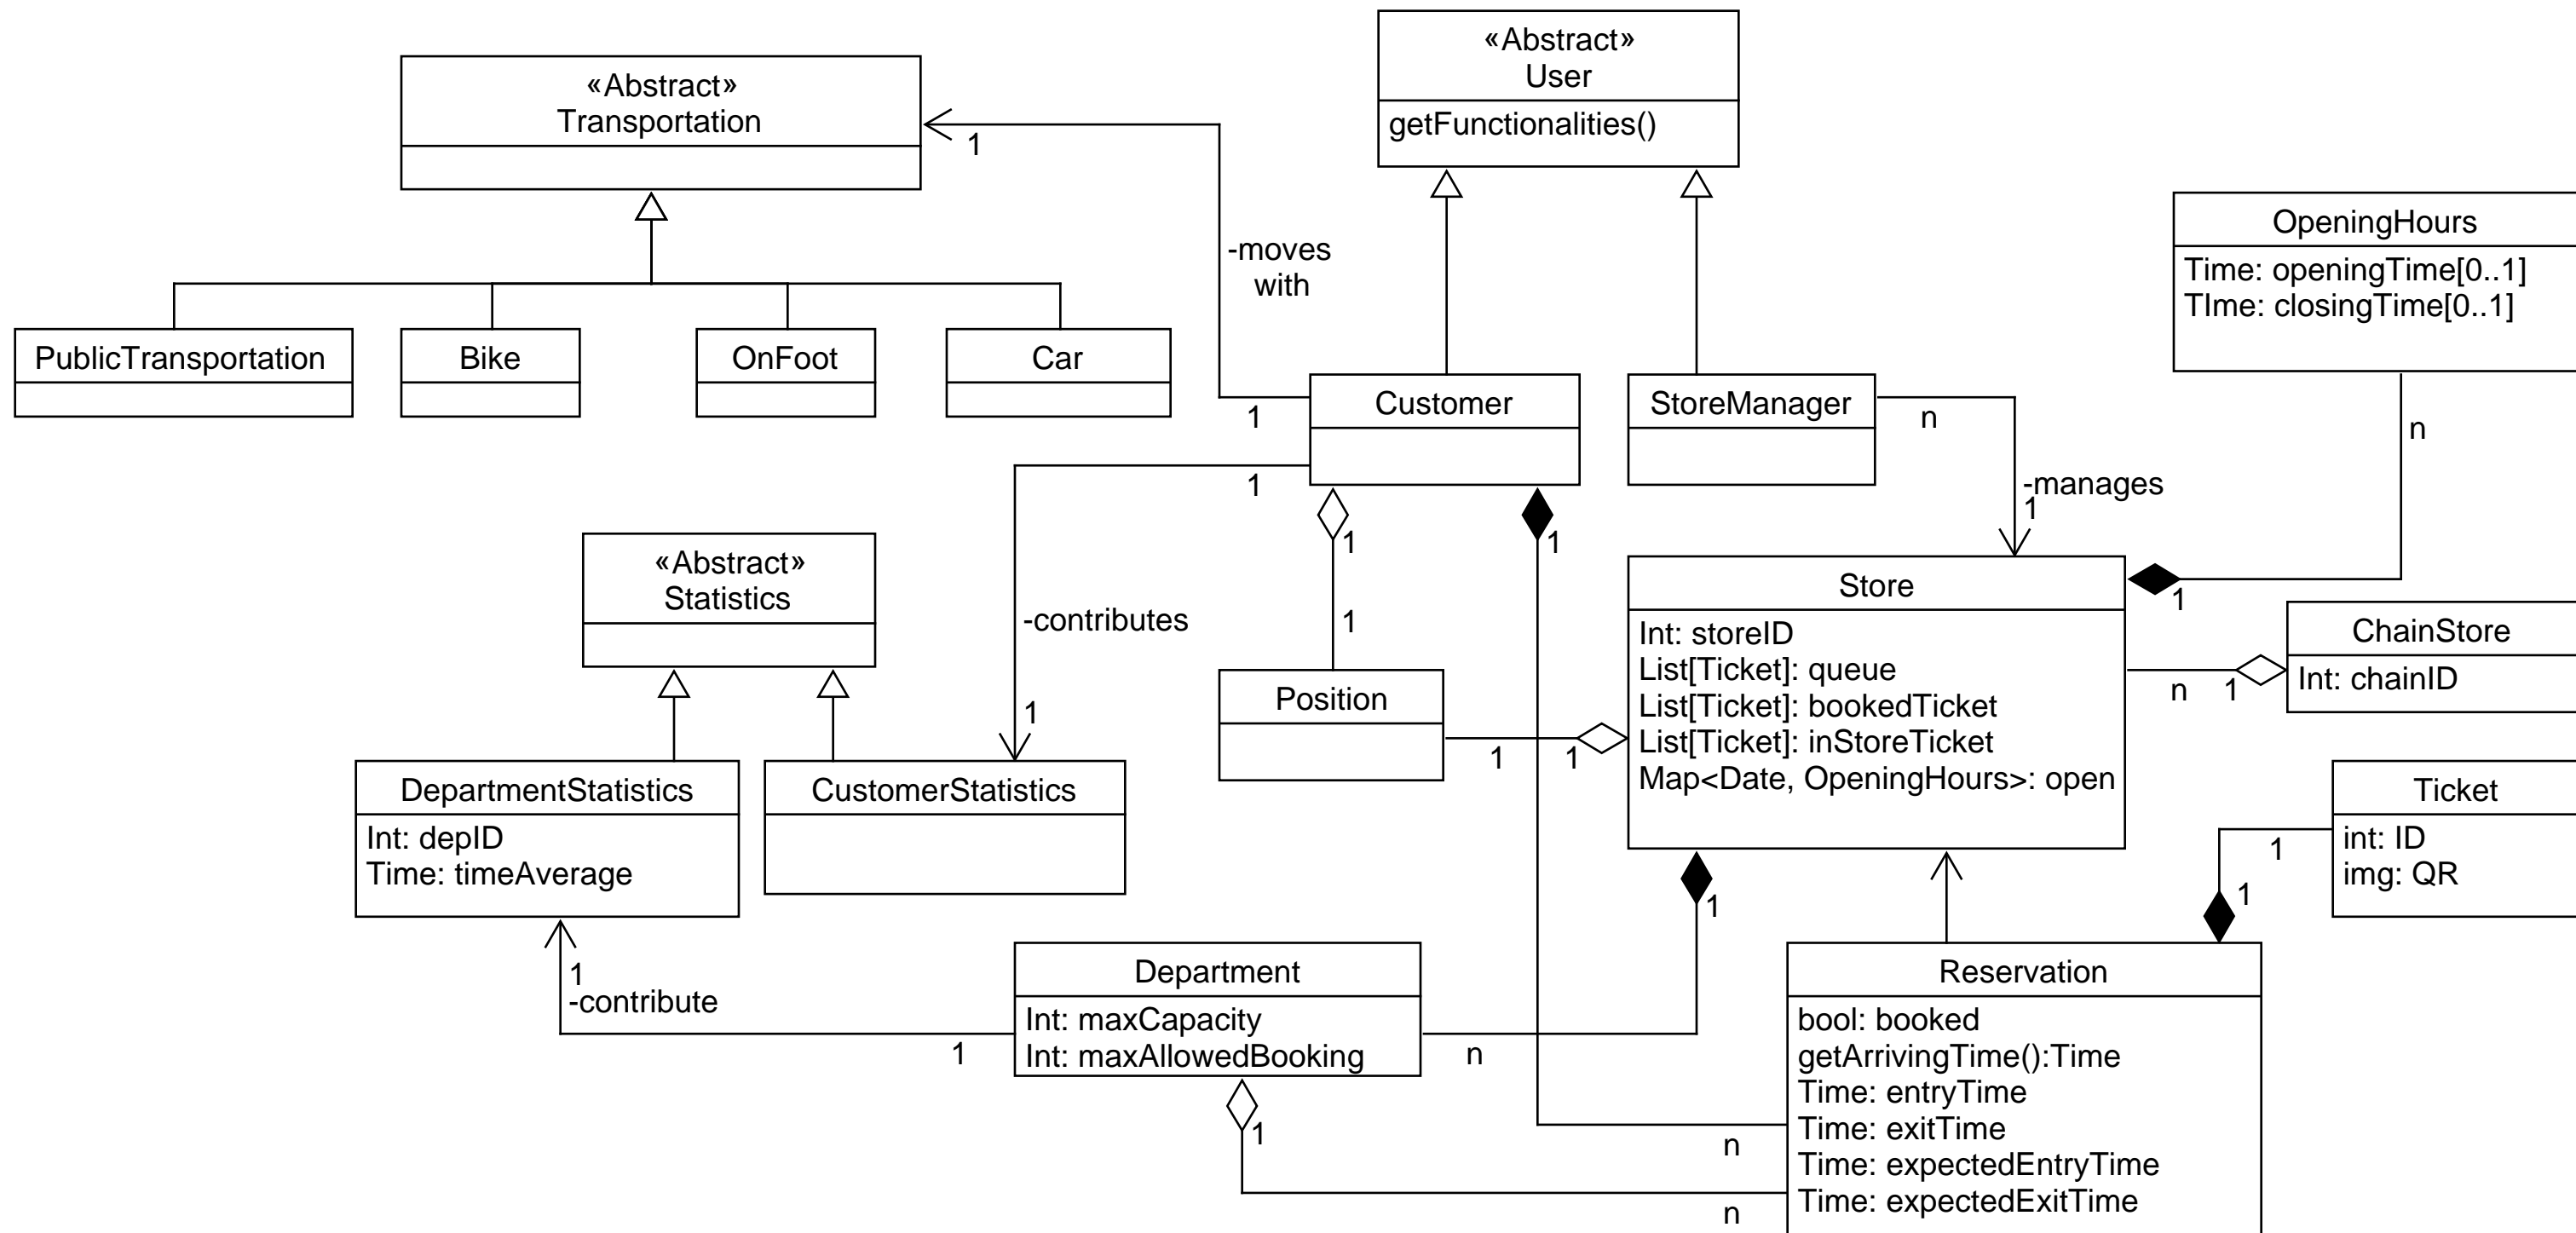 «Abstract»
User
getFunctionalities()
«Abstract»
Transportation
1
-moves
with
OpeningHours
Time: openingTime[0..1]
TIme: closingTime[0..1]
n
PublicTransportation
Bike
OnFoot
Car
Customer
1
1
StoreManager
n
-manages
1
1
1
1
«Abstract»
Statistics
-contributes
1
Store
Int: storeID
List[Ticket]: queue
List[Ticket]: bookedTicket
List[Ticket]: inStoreTicket
Map<Date, OpeningHours>: open
1
ChainStore
Int: chainID
n
1
Position
1
1
DepartmentStatistics
Int: depID
Time: timeAverage
CustomerStatistics
Ticket
int: ID
img: QR
1
1
1
1
-contribute
1
Department
Int: maxCapacity
Int: maxAllowedBooking
n
1
Reservation
bool: booked
getArrivingTime():Time
Time: entryTime
Time: exitTime
Time: expectedEntryTime
Time: expectedExitTime
n
n